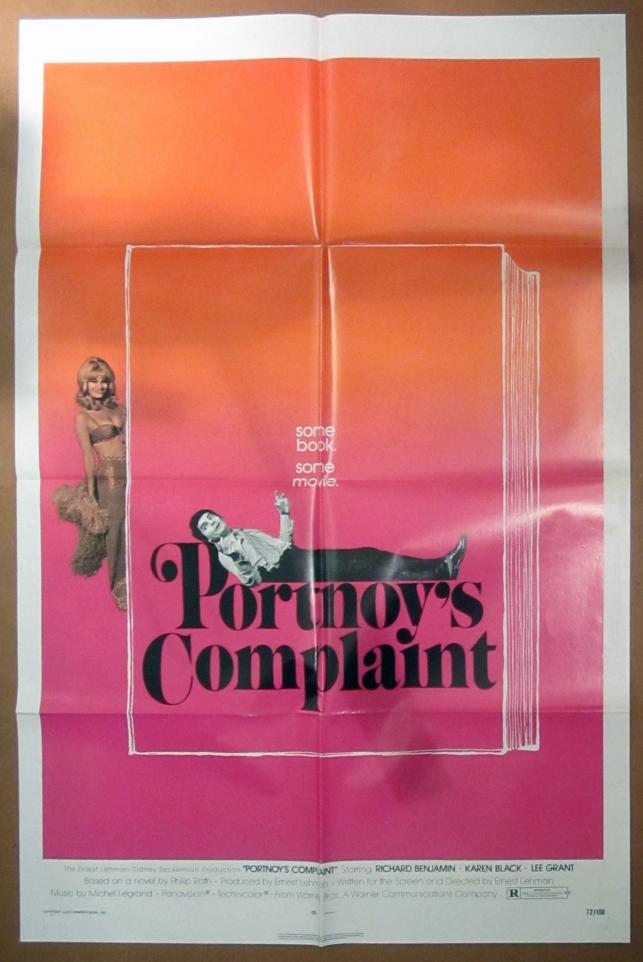 some
book.
some
movie.
Portnoy's
Complaint
The Ernest Lehman-Sidney Beckerman Production "PORTNOY'S COMPLAINT" Starring RICHARD BENJAMIN · KAREN BLACK · LEE GRANT
Based on a novel by Philip Roth · Produced by Ernest Lehman · Written for the Screen and Directed by Ernest Lehman
Music by Michel Legrand · Panavision® · Technicolor® · From Warner Bros. A Warner Communications Company R
72/188